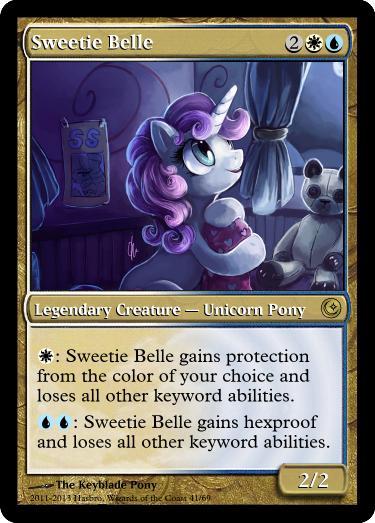 Sweetie Belle 2
SS
Legendary Creature — Unicorn Pony
: Sweetie Belle gains protection
from the color of your choice and
loses all other keyword abilities.
: Sweetie Belle gains hexproof
and loses all other keyword abilities.
The Keyblade Pony
2/2
2011-2013 Hasbro, Wizards of the Coast 41/69